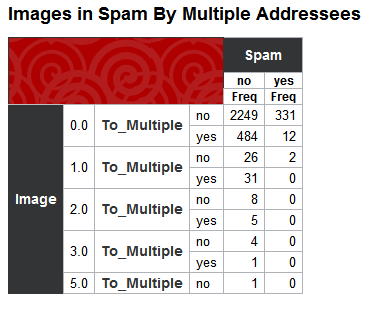 Images in Spam By Multiple Addressees
Spam
no yes
Freq Freq
Image 0.0 To_Multiple no 2249 331
yes 484 12
1.0 To_Multiple no 26 2
yes 31 0
2.0 To_Multiple no 8 0
yes 5 0
3.0 To_Multiple no 4 0
yes 1 0
5.0 To_Multiple no 1 0